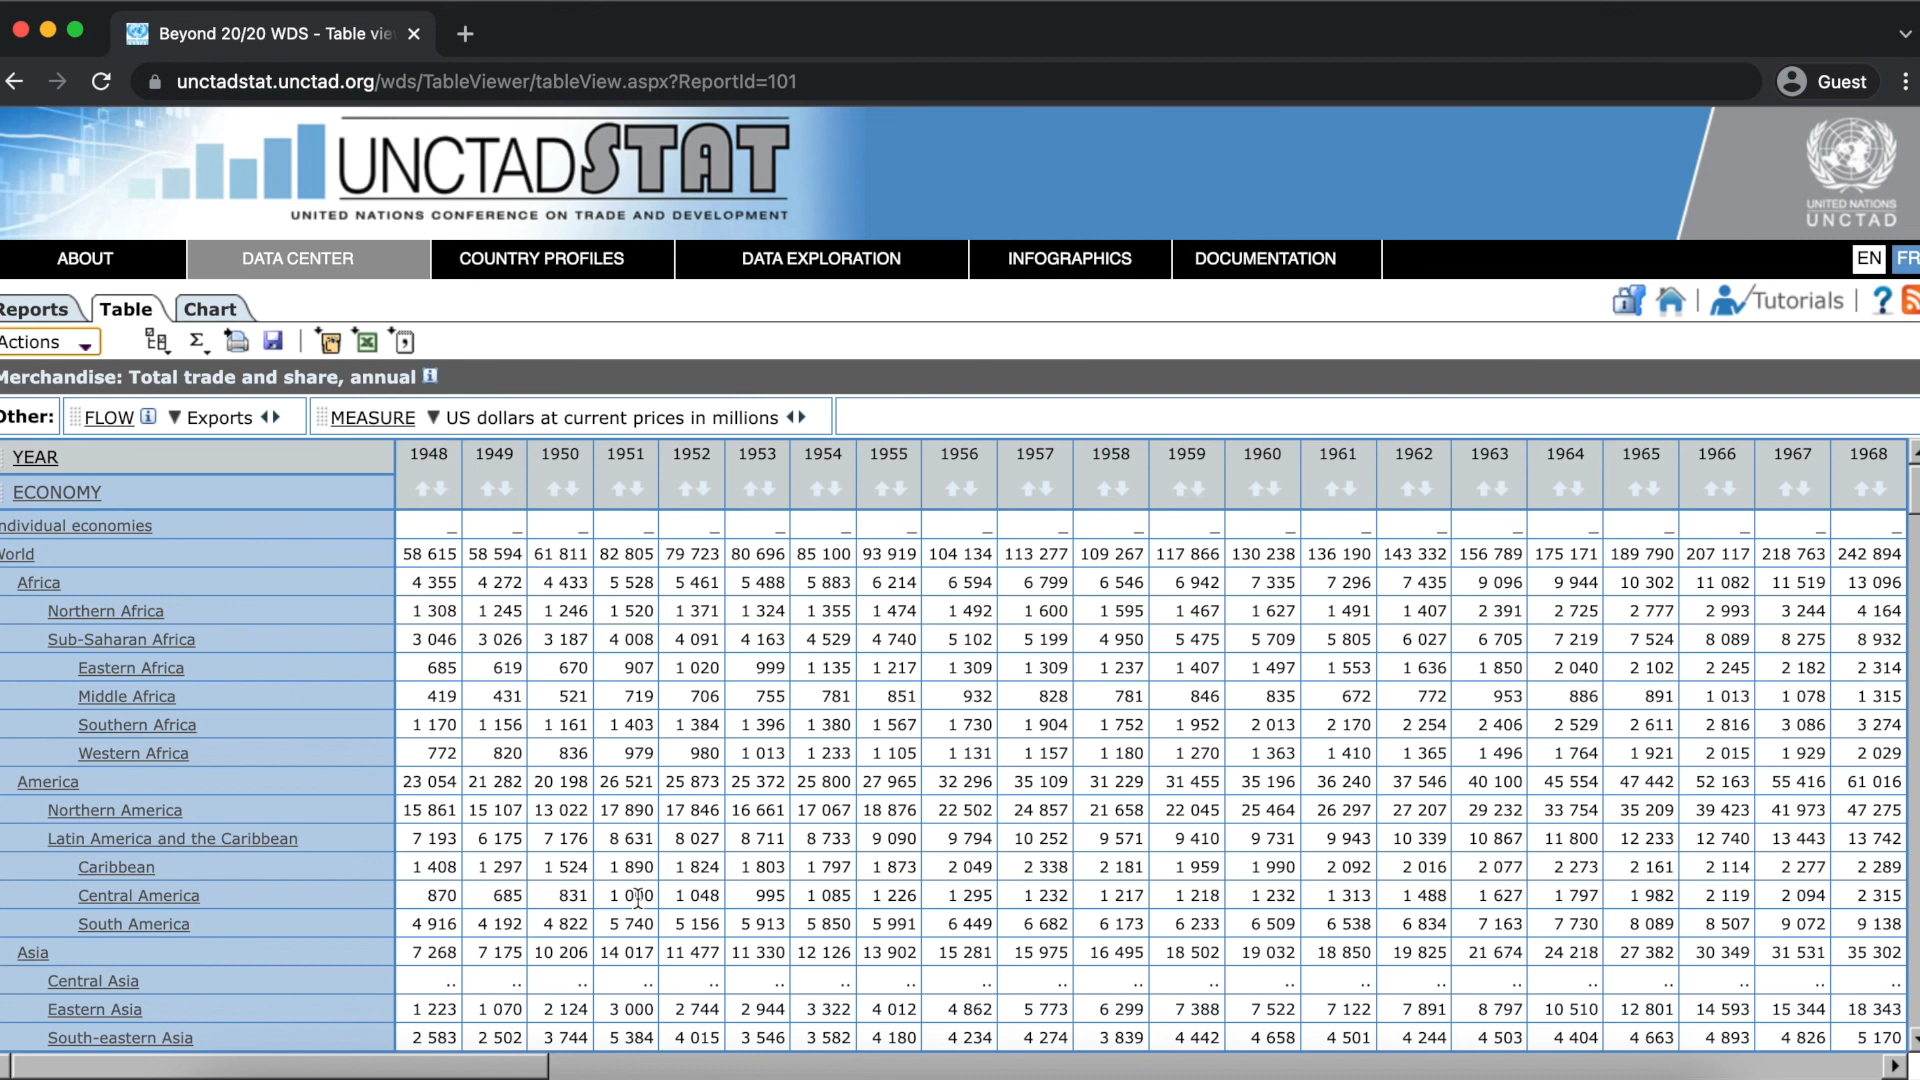 Beyond 20/20 WDS - Table vie
unctadstat.unctad.org/wds/TableViewer/tableView.aspx?ReportId=101
Guest
UNCTADSTAT
UNITED NATIONS CONFERENCE ON TRADE AND DEVELOPMENT
UNITED NATIONS
UNCTAD
ABOUT DATA CENTER COUNTRY PROFILES DATA EXPLORATION INFOGRAPHICS DOCUMENTATION EN FR
Reports Table Chart Tutorials ?
Actions
Merchandise: Total trade and share, annual
Other: FLOW Exports MEASURE US dollars at current prices in millions
YEAR 1948 1949 1950 1951 1952 1953 1954 1955 1956 1957 1958 1959 1960 1961 1962 1963 1964 1965 1966 1967 1968
ECONOMY
ndividual economies _ _ _ _ _ _ _ _ _ _ _ _ _ _ _ _ _ _ _ _ _
World 58 615 58 594 61 811 82 805 79 723 80 696 85 100 93 919 104 134 113 277 109 267 117 866 130 238 136 190 143 332 156 789 175 171 189 790 207 117 218 763 242 894
Africa 4 355 4 272 4 433 5 528 5 461 5 488 5 883 6 214 6 594 6 799 6 546 6 942 7 335 7 296 7 435 9 096 9 944 10 302 11 082 11 519 13 096
Northern Africa 1 308 1 245 1 246 1 520 1 371 1 324 1 355 1 474 1 492 1 600 1 595 1 467 1 627 1 491 1 407 2 391 2 725 2 777 2 993 3 244 4 164
Sub-Saharan Africa 3 046 3 026 3 187 4 008 4 091 4 163 4 529 4 740 5 102 5 199 4 950 5 475 5 709 5 805 6 027 6 705 7 219 7 524 8 089 8 275 8 932
Eastern Africa 685 619 670 907 1 020 999 1 135 1 217 1 309 1 309 1 237 1 407 1 497 1 553 1 636 1 850 2 040 2 102 2 245 2 182 2 314
Middle Africa 419 431 521 719 706 755 781 851 932 828 781 846 835 672 772 953 886 891 1 013 1 078 1 315
Southern Africa 1 170 1 156 1 161 1 403 1 384 1 396 1 380 1 567 1 730 1 904 1 752 1 952 2 013 2 170 2 254 2 406 2 529 2 611 2 816 3 086 3 274
Western Africa 772 820 836 979 980 1 013 1 233 1 105 1 131 1 157 1 180 1 270 1 363 1 410 1 365 1 496 1 764 1 921 2 015 1 929 2 029
America 23 054 21 282 20 198 26 521 25 873 25 372 25 800 27 965 32 296 35 109 31 229 31 455 35 196 36 240 37 546 40 100 45 554 47 442 52 163 55 416 61 016
Northern America 15 861 15 107 13 022 17 890 17 846 16 661 17 067 18 876 22 502 24 857 21 658 22 045 25 464 26 297 27 207 29 232 33 754 35 209 39 423 41 973 47 275
Latin America and the Caribbean 7 193 6 175 7 176 8 631 8 027 8 711 8 733 9 090 9 794 10 252 9 571 9 410 9 731 9 943 10 339 10 867 11 800 12 233 12 740 13 443 13 742
Caribbean 1 408 1 297 1 524 1 890 1 824 1 803 1 797 1 873 2 049 2 338 2 181 1 959 1 990 2 092 2 016 2 077 2 273 2 161 2 114 2 277 2 289
Central America 870 685 831 1 048 995 1 085 1 226 1 295 1 232 1 217 1 218 1 232 1 313 1 488 1 627 1 797 1 982 2 119 2 094 2 315
South America 4 916 4 192 4 822 5 740 5 156 5 913 5 850 5 991 6 449 6 682 6 173 6 233 6 509 6 538 6 834 7 163 7 730 8 089 8 507 9 072 9 138
Asia 7 268 7 175 10 206 14 017 11 477 11 330 12 126 13 902 15 281 15 975 16 495 18 502 19 032 18 850 19 825 21 674 24 218 27 382 30 349 31 531 35 302
Central Asia .. .. .. .. .. .. .. .. .. .. .. .. .. .. .. .. .. .. .. .. ..
Eastern Asia 1 223 1 070 2 124 3 000 2 744 2 944 3 322 4 012 4 862 5 773 6 299 7 388 7 522 7 122 7 891 8 797 10 510 12 801 14 593 15 344 18 343
South-eastern Asia 2 583 2 502 3 744 5 384 4 015 3 546 3 582 4 180 4 234 4 274 3 839 4 442 4 658 4 501 4 244 4 503 4 404 4 663 4 893 4 826 5 170